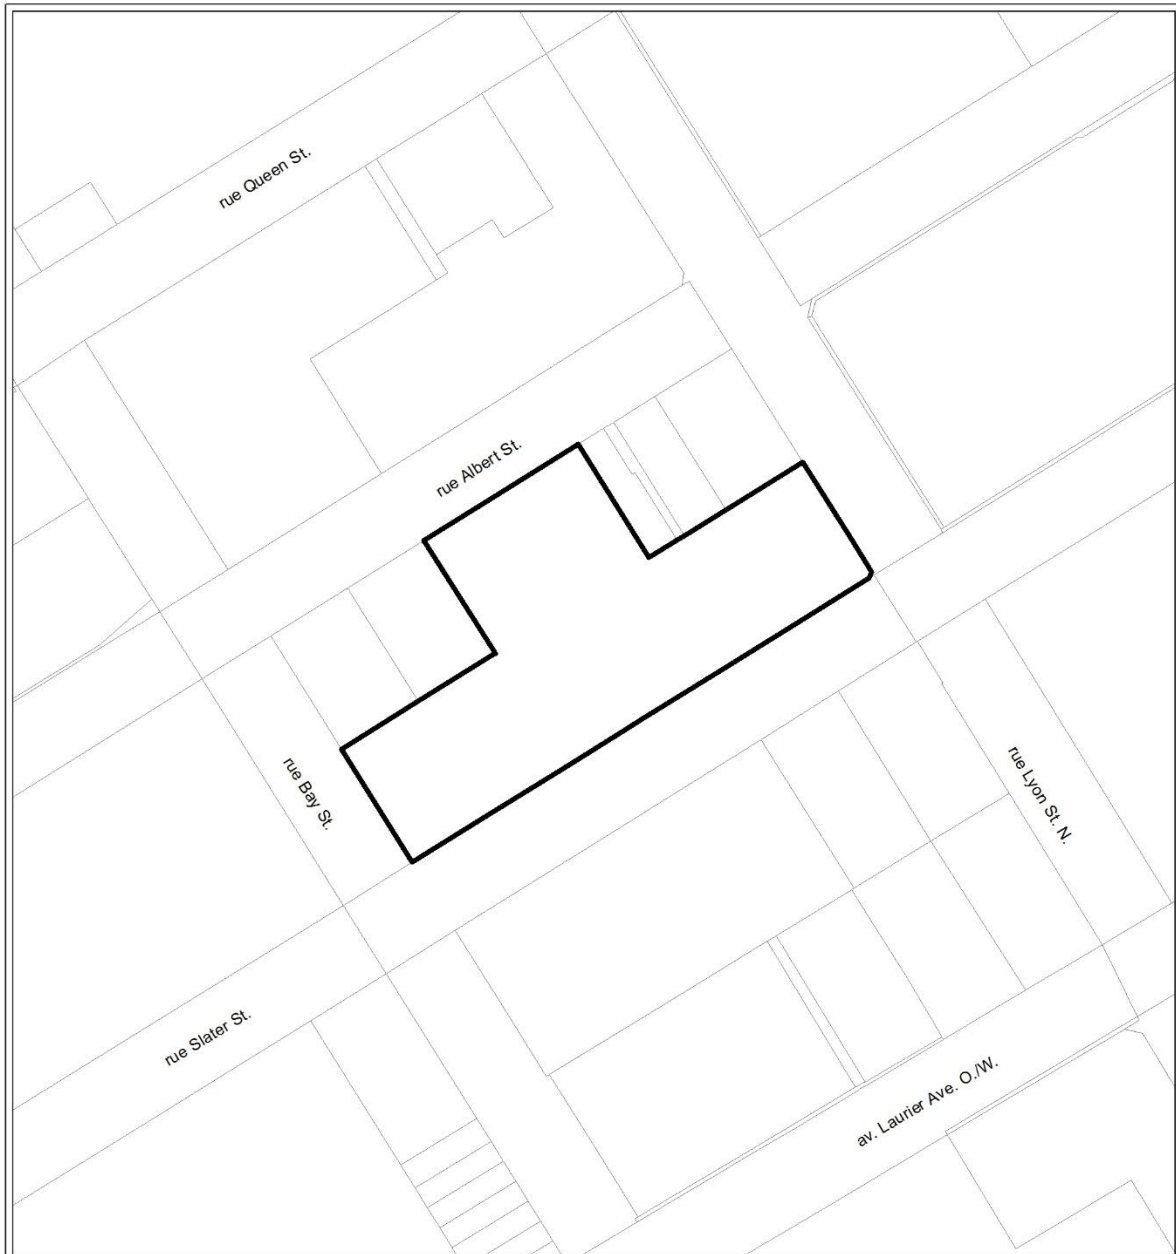 rue Queen St.
rue Albert St.
rue Bay St.
rue Lyon St. N.
rue Slater St.
av. Laurier Ave. O./W.